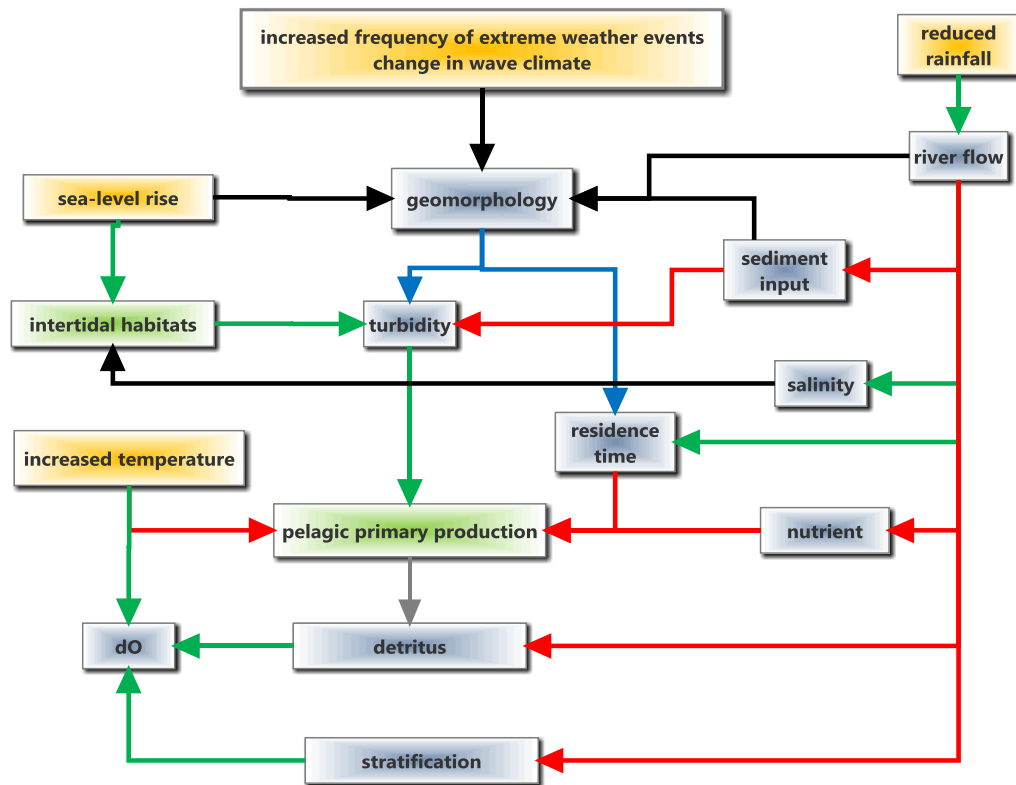 increased frequency of extreme weather events
change in wave climate
reduced
rainfall
river flow
sea-level rise
geomorphology
sediment
input
intertidal habitats
turbidity
salinity
residence
time
increased temperature
pelagic primary production
nutrient
dO
detritus
stratification